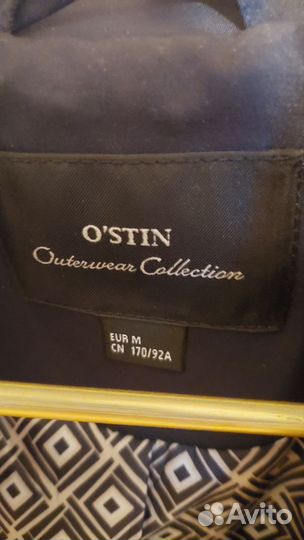 O'STIN
Outerwear Collection
EUR M
CN 170/92A
Avito